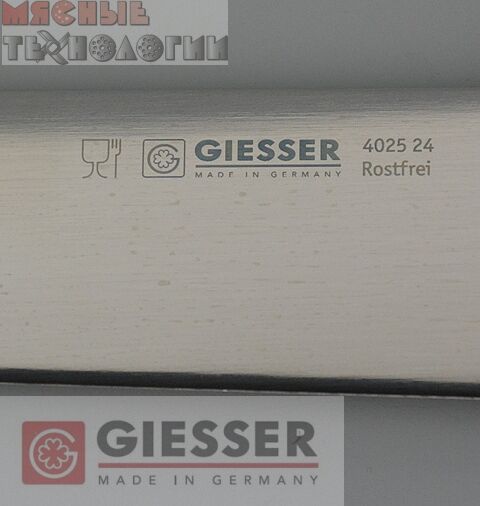 МЯСНЫЕ
ТЕХНОЛОГИИ
GIESSER
MADE IN GERMANY
4025 24
Rostfrei
GIESSER
MADE IN GERMANY